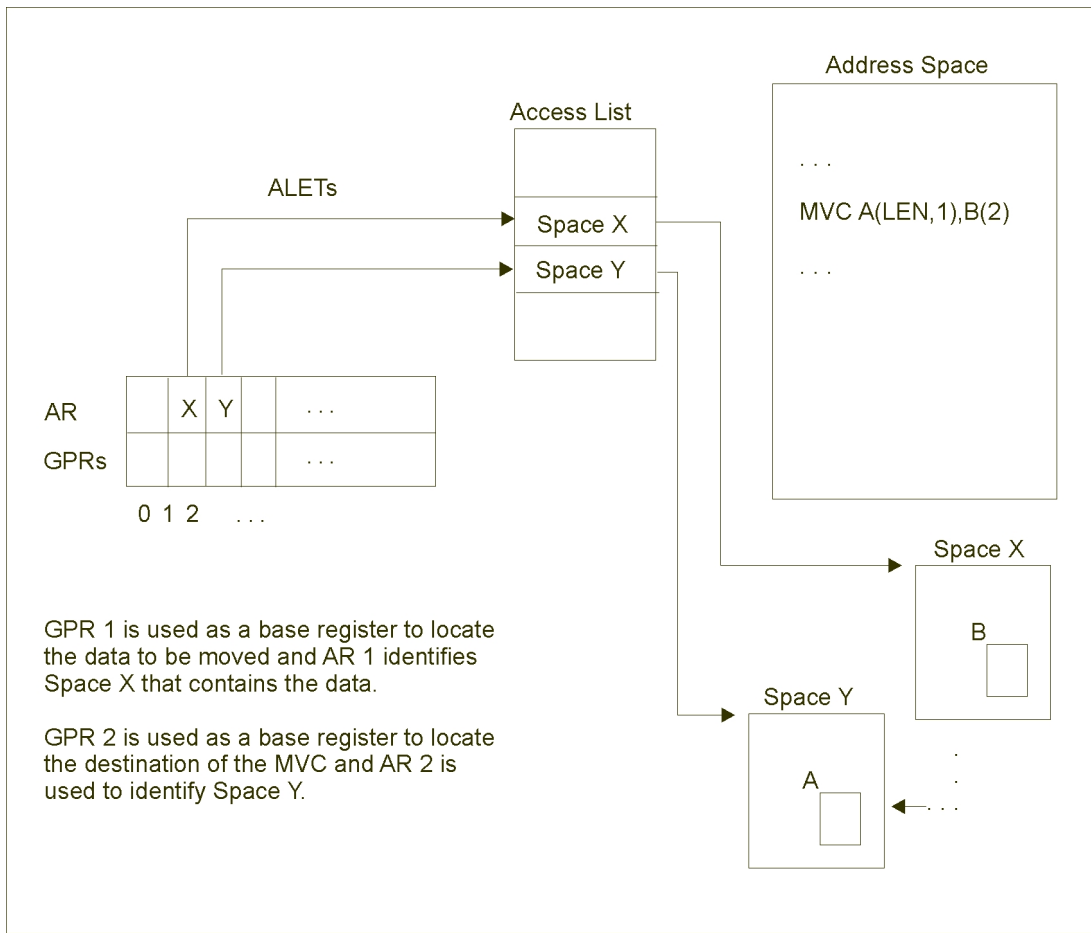 Address Space
Access List
. . .
ALETs
MVC A(LEN,1),B(2)
Space X
Space Y
. . .
AR X Y . . .
GPRs . . .
0 1 2 . . .
Space X
B
GPR 1 is used as a base register to locate
the data to be moved and AR 1 identifies
Space X that contains the data.
Space Y
GPR 2 is used as a base register to locate
the destination of the MVC and AR 2 is
used to identify Space Y.
A
. . .